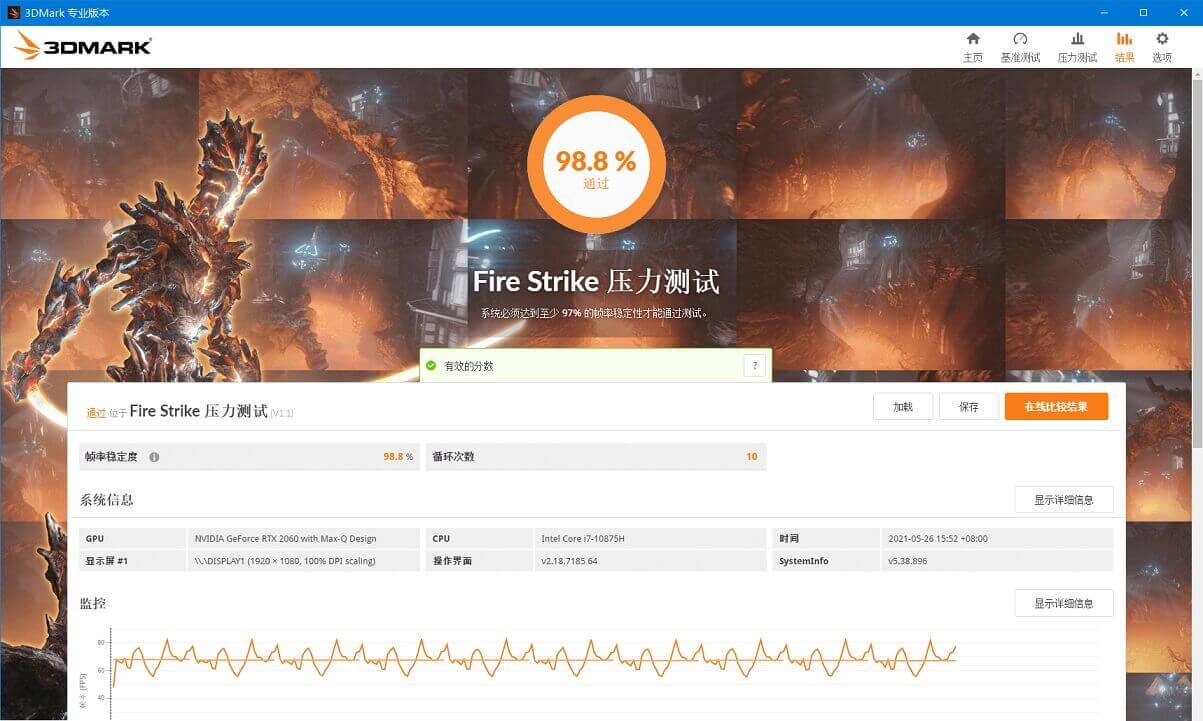 3DMark 专业版本
3DMARK
主页 基准测试 压力测试 结果 选项
98.8 %
通过
Fire Strike 压力测试
系统必须达到至少 97% 的帧率稳定性才能通过测试。
有效的分数 ?
通过 位于 Fire Strike 压力测试 (V1.1) 加载 保存 在线比较结果
帧率稳定度 98.8 % 循环次数 10
系统信息 显示详细信息
GPU NVIDIA GeForce RTX 2060 with Max-Q Design CPU Intel Core i7-10875H 时间 2021-05-26 15:52 +08:00
显示屏 #1 \\.\DISPLAY1 (1920 × 1080, 100% DPI scaling) 操作界面 v2.18.7185 64 SystemInfo v5.38.896
监控 显示详细信息
80
60
40
帧率 (FPS)